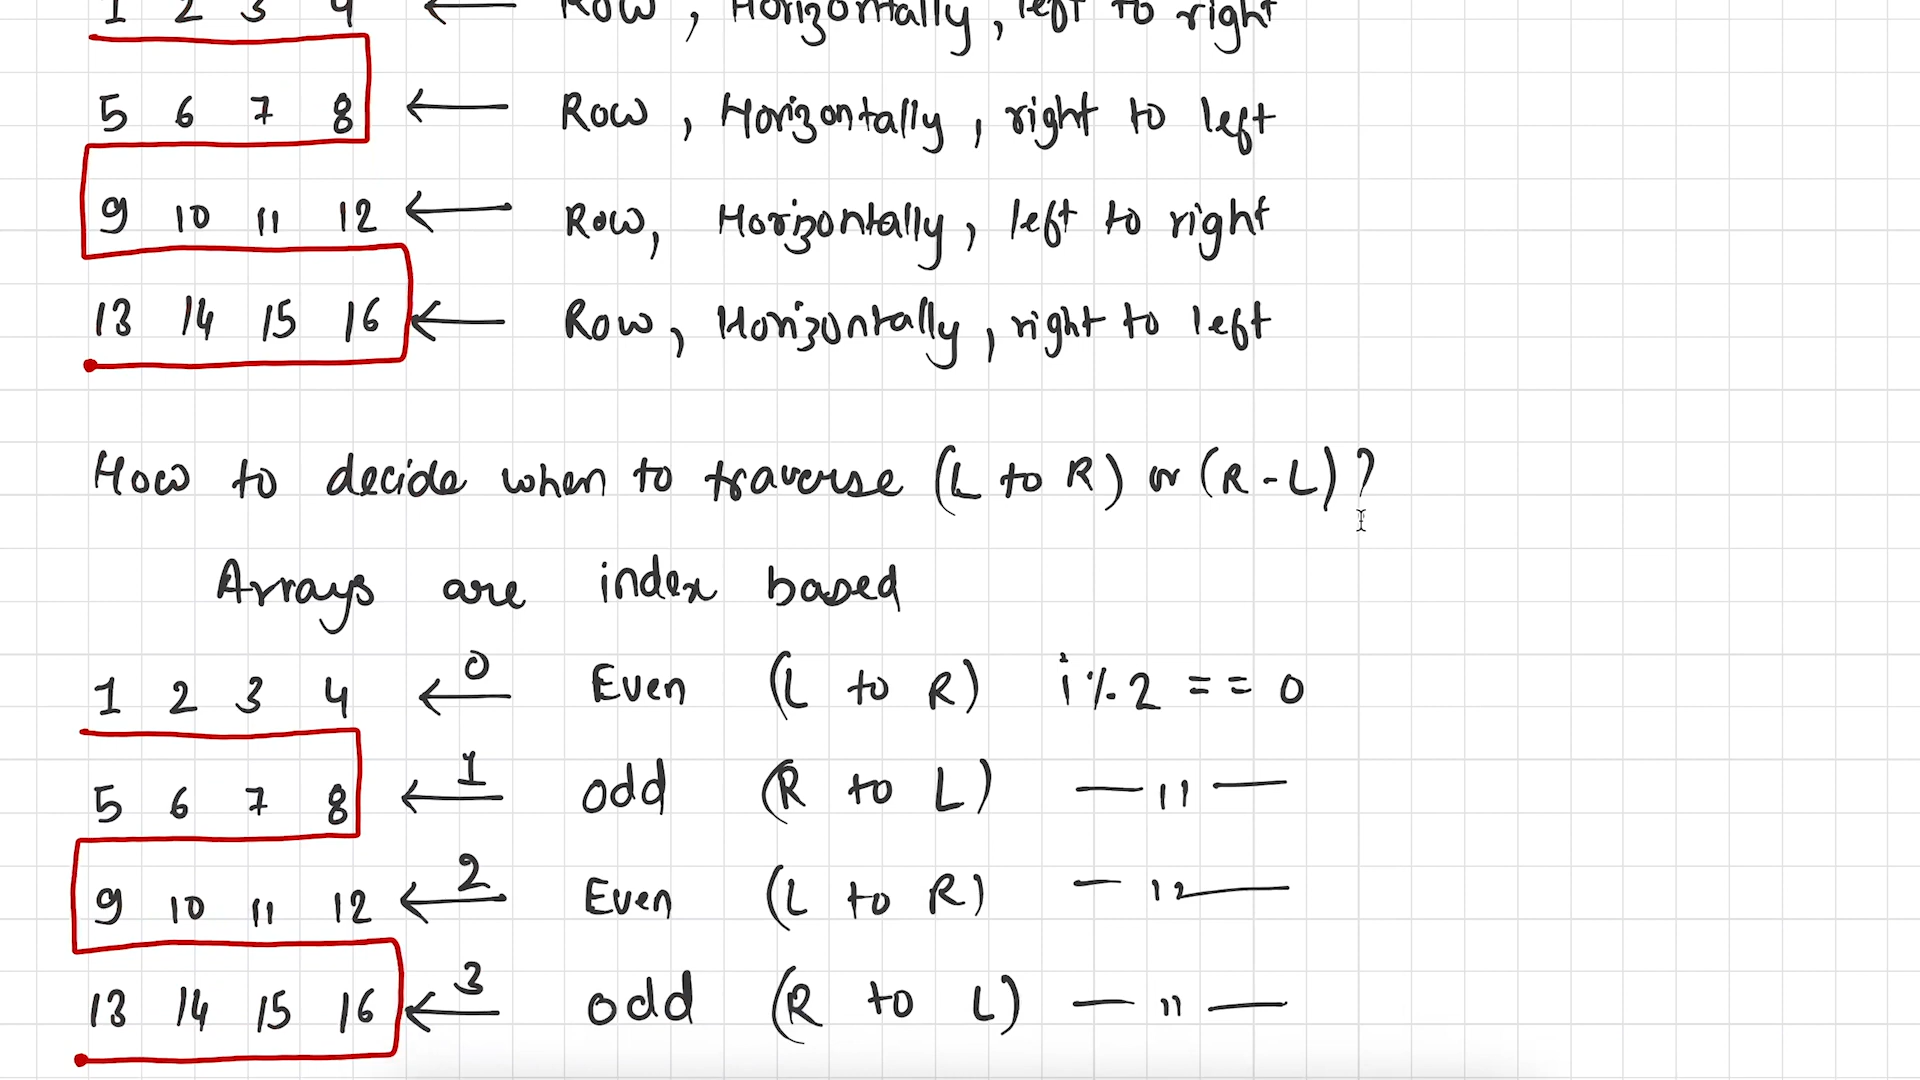 1 2 3 4 ← Row, Horizontally, left to right
5 6 7 8 ← Row, Horizontally, right to left
9 10 11 12 ← Row, Horizontally, left to right
13 14 15 16 ← Row, Horizontally, right to left
How to decide when to traverse (L to R) or (R-L)?
Arrays are index based
1 2 3 4 ← 0 Even (L to R) i%2 == 0
5 6 7 8 ← 1 odd (R to L) — 11 —
9 10 11 12 ← 2 Even (L to R) — 11 —
13 14 15 16 ← 3 odd (R to L) — 11 —